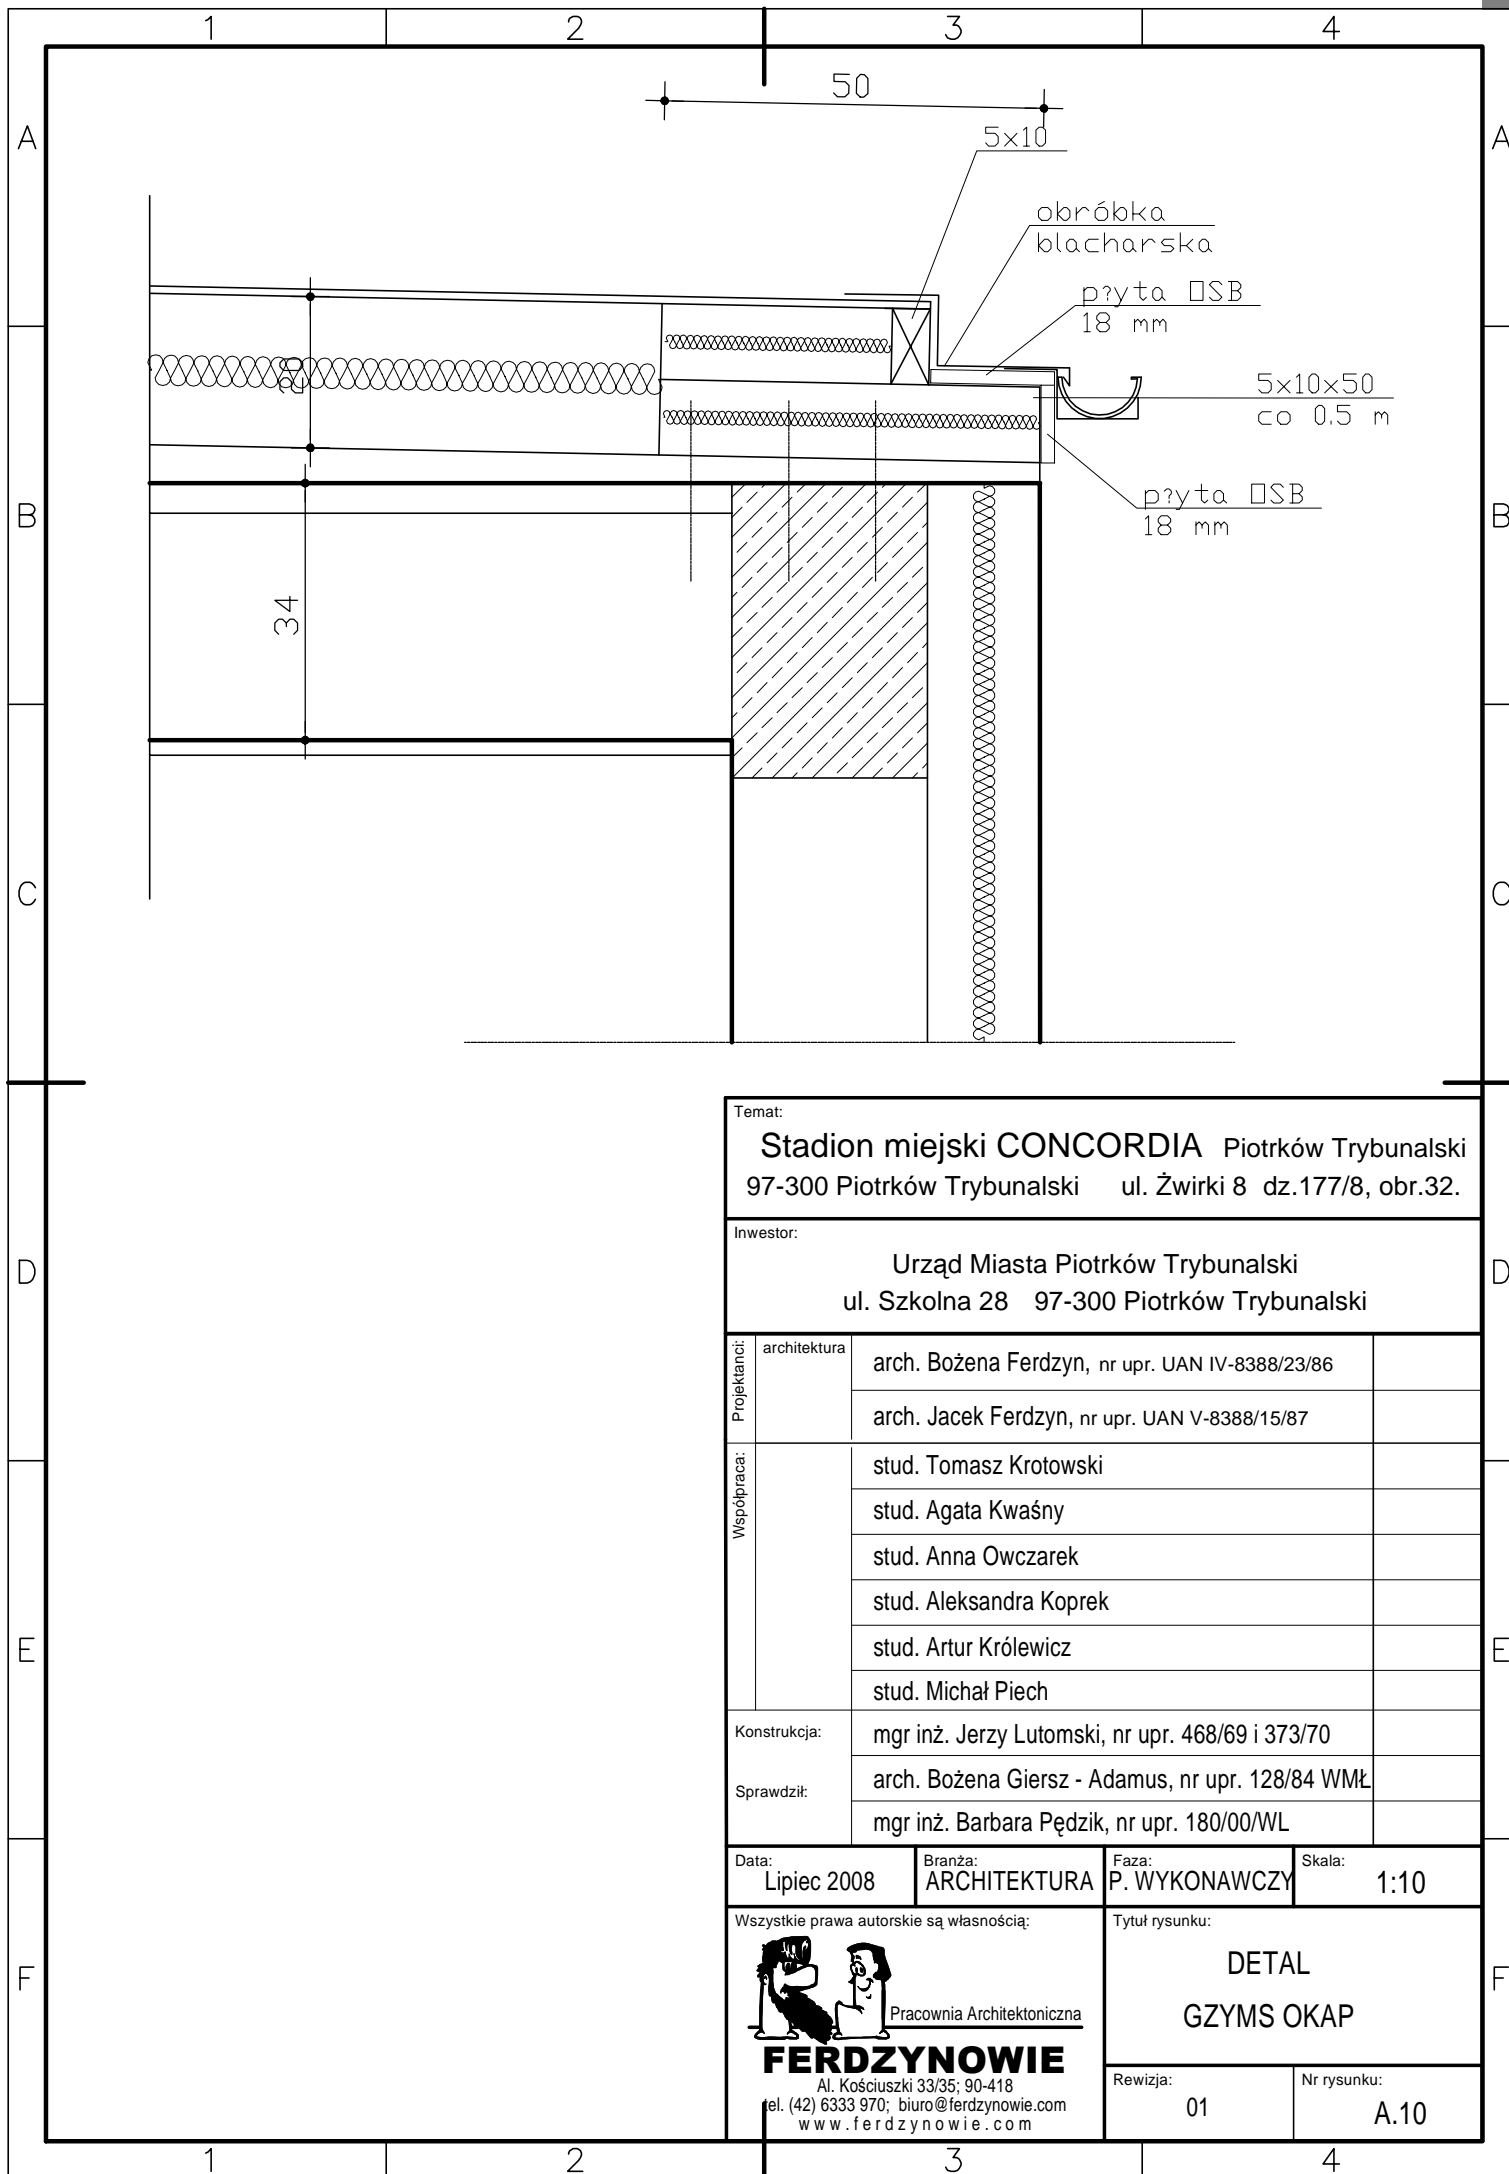 1 2 3 4
50
A A
5x10
obróbka
blacharska
p?yta OSB
18 mm
20
5x10x50
co 0.5 m
B B
p?yta OSB
18 mm
34
C C
Temat:
Stadion miejski CONCORDIA Piotrków Trybunalski
97-300 Piotrków Trybunalski ul. Żwirki 8 dz.177/8, obr.32.
Inwestor:
D D
Urząd Miasta Piotrków Trybunalski
ul. Szkolna 28 97-300 Piotrków Trybunalski
Projektanci:
architektura
arch. Bożena Ferdzyn, nr upr. UAN IV-8388/23/86
arch. Jacek Ferdzyn, nr upr. UAN V-8388/15/87
Współpraca:
stud. Tomasz Krotowski
stud. Agata Kwaśny
stud. Anna Owczarek
stud. Aleksandra Koprek
E E
stud. Artur Królewicz
stud. Michał Piech
Konstrukcja:
mgr inż. Jerzy Lutomski, nr upr. 468/69 i 373/70
Sprawdził:
arch. Bożena Giersz - Adamus, nr upr. 128/84 WMŁ
mgr inż. Barbara Pędzik, nr upr. 180/00/WL
Data:
Lipiec 2008
Branża:
ARCHITEKTURA
Faza:
P. WYKONAWCZY
Skala:
1:10
Wszystkie prawa autorskie są własnością:
Pracownia Architektoniczna
FERDZYNOWIE
Al. Kościuszki 33/35; 90-418
tel. (42) 6333 970; biuro@ferdzynowie.com
www.ferdzynowie.com
Tytuł rysunku:
DETAL
GZYMS OKAP
F F
Rewizja:
01
Nr rysunku:
A.10
1 2 3 4